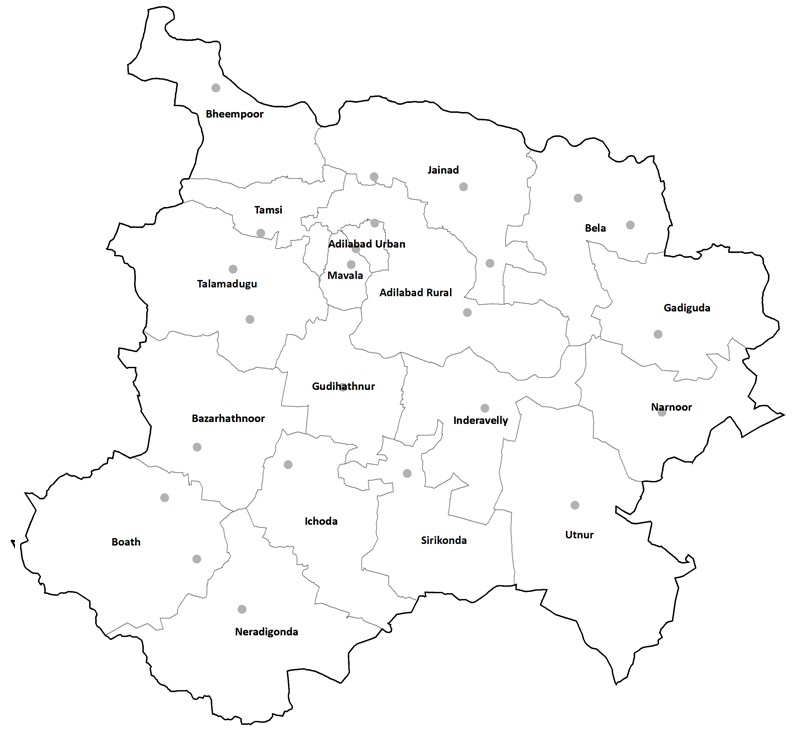 Bheempoor
Jainad
Tamsi
Bela
Adilabad Urban
Mavala
Talamadugu
Adilabad Rural
Gadiguda
Gudihathnur
Narnoor
Bazarhathnoor
Inderavelly
Ichoda
Utnur
Sirikonda
Boath
Neradigonda